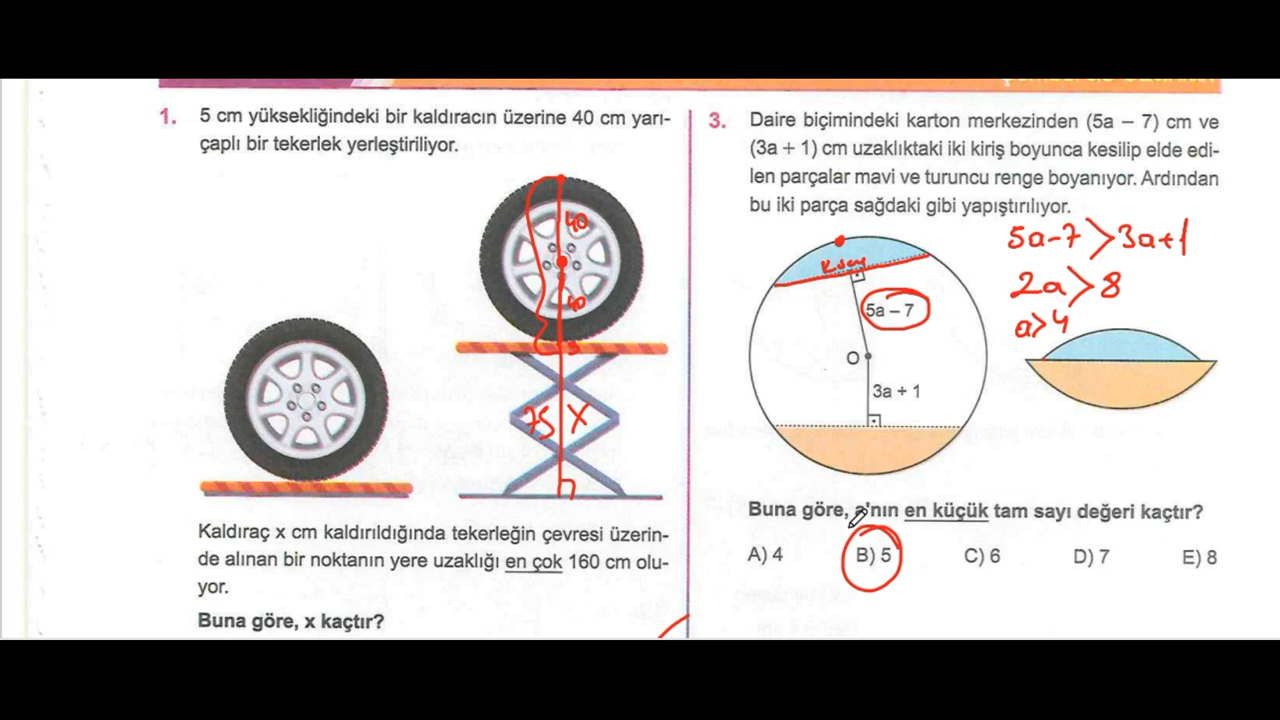 1. 5 cm yüksekliğindeki bir kaldıracın üzerine 40 cm yarı-
çaplı bir tekerlek yerleştiriliyor.
40
40
75 X
Kaldıraç x cm kaldırıldığında tekerleğin çevresi üzerin-
de alınan bir noktanın yere uzaklığı en çok 160 cm olu-
yor.
Buna göre, x kaçtır?
3. Daire biçimindeki karton merkezinden (5a – 7) cm ve
(3a + 1) cm uzaklıktaki iki kiriş boyunca kesilip elde edi-
len parçalar mavi ve turuncu renge boyanıyor. Ardından
bu iki parça sağdaki gibi yapıştırılıyor.
5a-7>3a+1
2a>8
a>4
5a – 7
O
3a + 1
Buna göre, a'nın en küçük tam sayı değeri kaçtır?
A) 4 B) 5 C) 6 D) 7 E) 8